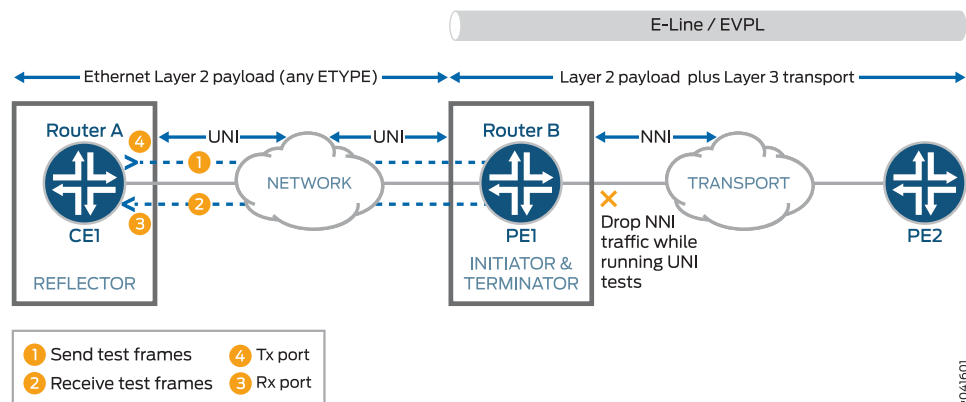 E-Line / EVPL
Ethernet Layer 2 payload (any ETYPE)
Layer 2 payload plus Layer 3 transport
Router A
4
UNI
UNI
Router B
NNI
1
NETWORK
TRANSPORT
2
3
CE1
PE1
PE2
Drop NNI
traffic while
running UNI
tests
REFLECTOR
INITIATOR &
TERMINATOR
1 Send test frames
4 Tx port
2 Receive test frames
3 Rx port
g041601